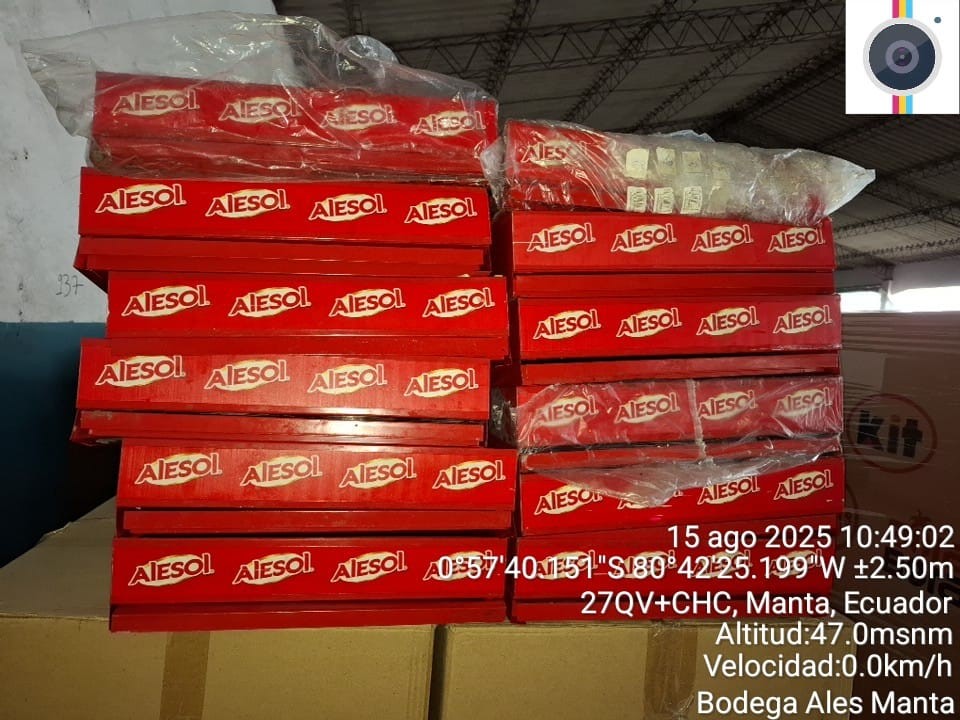 ALESOL ALESOL ALESOL ALESOL
ALESOL
ALESOL ALESOL ALESOL ALESOL
ALESOL ALESOL ALESOL ALESOL
ALESOL ALESOL ALESOL ALESOL
ALESOL ALESOL ALESOL ALESOL
937
ALESOL ALESOL ALESOL ALESOL
ALESOL ALESOL ALESOL ALESOL
kit
ALESOL ALESOL ALESOL ALESOL
ALESOL ALESOL ALESOL
ALESOL ALESOL ALESOL ALESOL
15 ago 2025 10:49:02
0°57'40.151"S 80°42'25.199"W ±2.50m
27QV+CHC, Manta, Ecuador
Altitud:47.0msnm
Velocidad:0.0km/h
Bodega Ales Manta